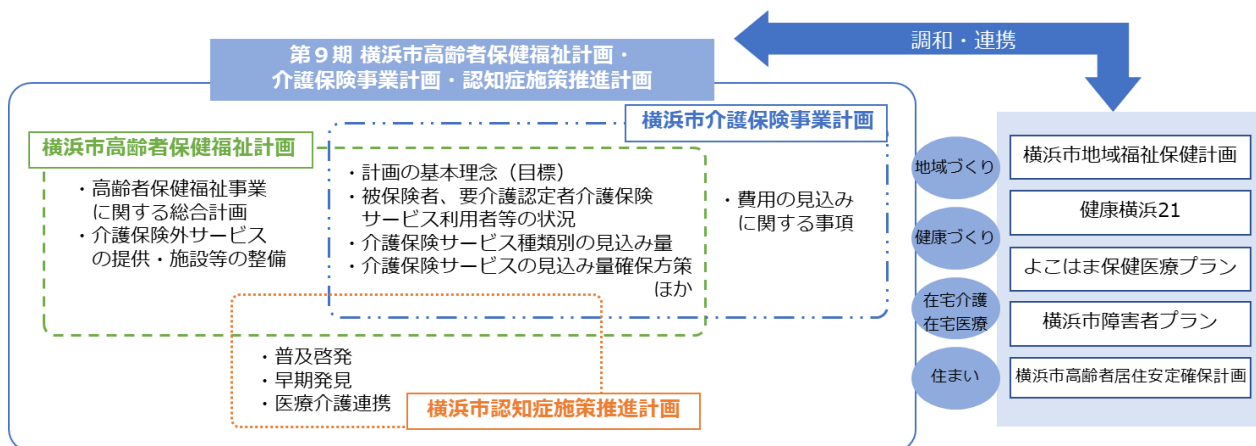 第９期 横浜市高齢者保健福祉計画・
介護保険事業計画・認知症施策推進計画
調和・連携
横浜市介護保険事業計画
横浜市高齢者保健福祉計画
・高齢者保健福祉事業
に関する総合計画
・介護保険外サービス
の提供・施設等の整備
・計画の基本理念（目標）
・被保険者、要介護認定者介護保険
サービス利用者等の状況
・介護保険サービス種類別の見込み量
・介護保険サービスの見込み量確保方策
ほか
・費用の見込み
に関する事項
・普及啓発
・早期発見
・医療介護連携
横浜市認知症施策推進計画
地域づくり
健康づくり
在宅介護
在宅医療
住まい
横浜市地域福祉保健計画
健康横浜21
よこはま保健医療プラン
横浜市障害者プラン
横浜市高齢者居住安定確保計画